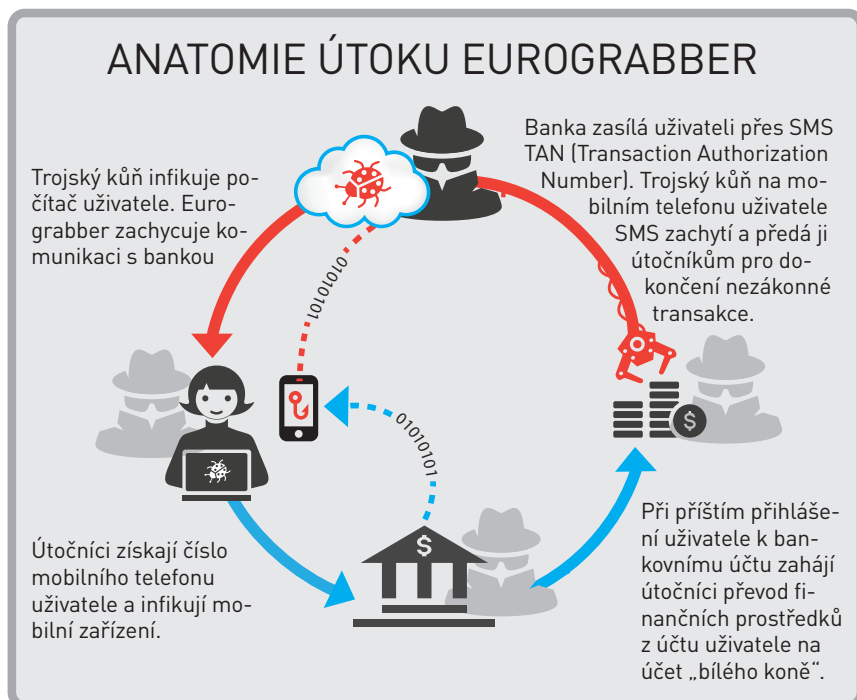 ANATOMIE ÚTOKU EUROGRABBER
Trojský kůň infikuje po-
čítač uživatele. Euro-
grabber zachycuje ko-
munikaci s bankou
Banka zasílá uživateli přes SMS
TAN (Transaction Authorization
Number). Trojský kůň na mo-
bilním telefonu uživatele
SMS zachytí a předá ji
útočníkům pro do-
končení nezákonné
transakce.
01010101
$
01010101
$
Útočníci získají číslo
mobilního telefonu
uživatele a infikují mo-
bilní zařízení.
Při příštím přihláše-
ní uživatele k ban-
kovnímu účtu zahájí
útočníci převod fi-
nančních prostředků
z účtu uživatele na
účet „bílého koně“.